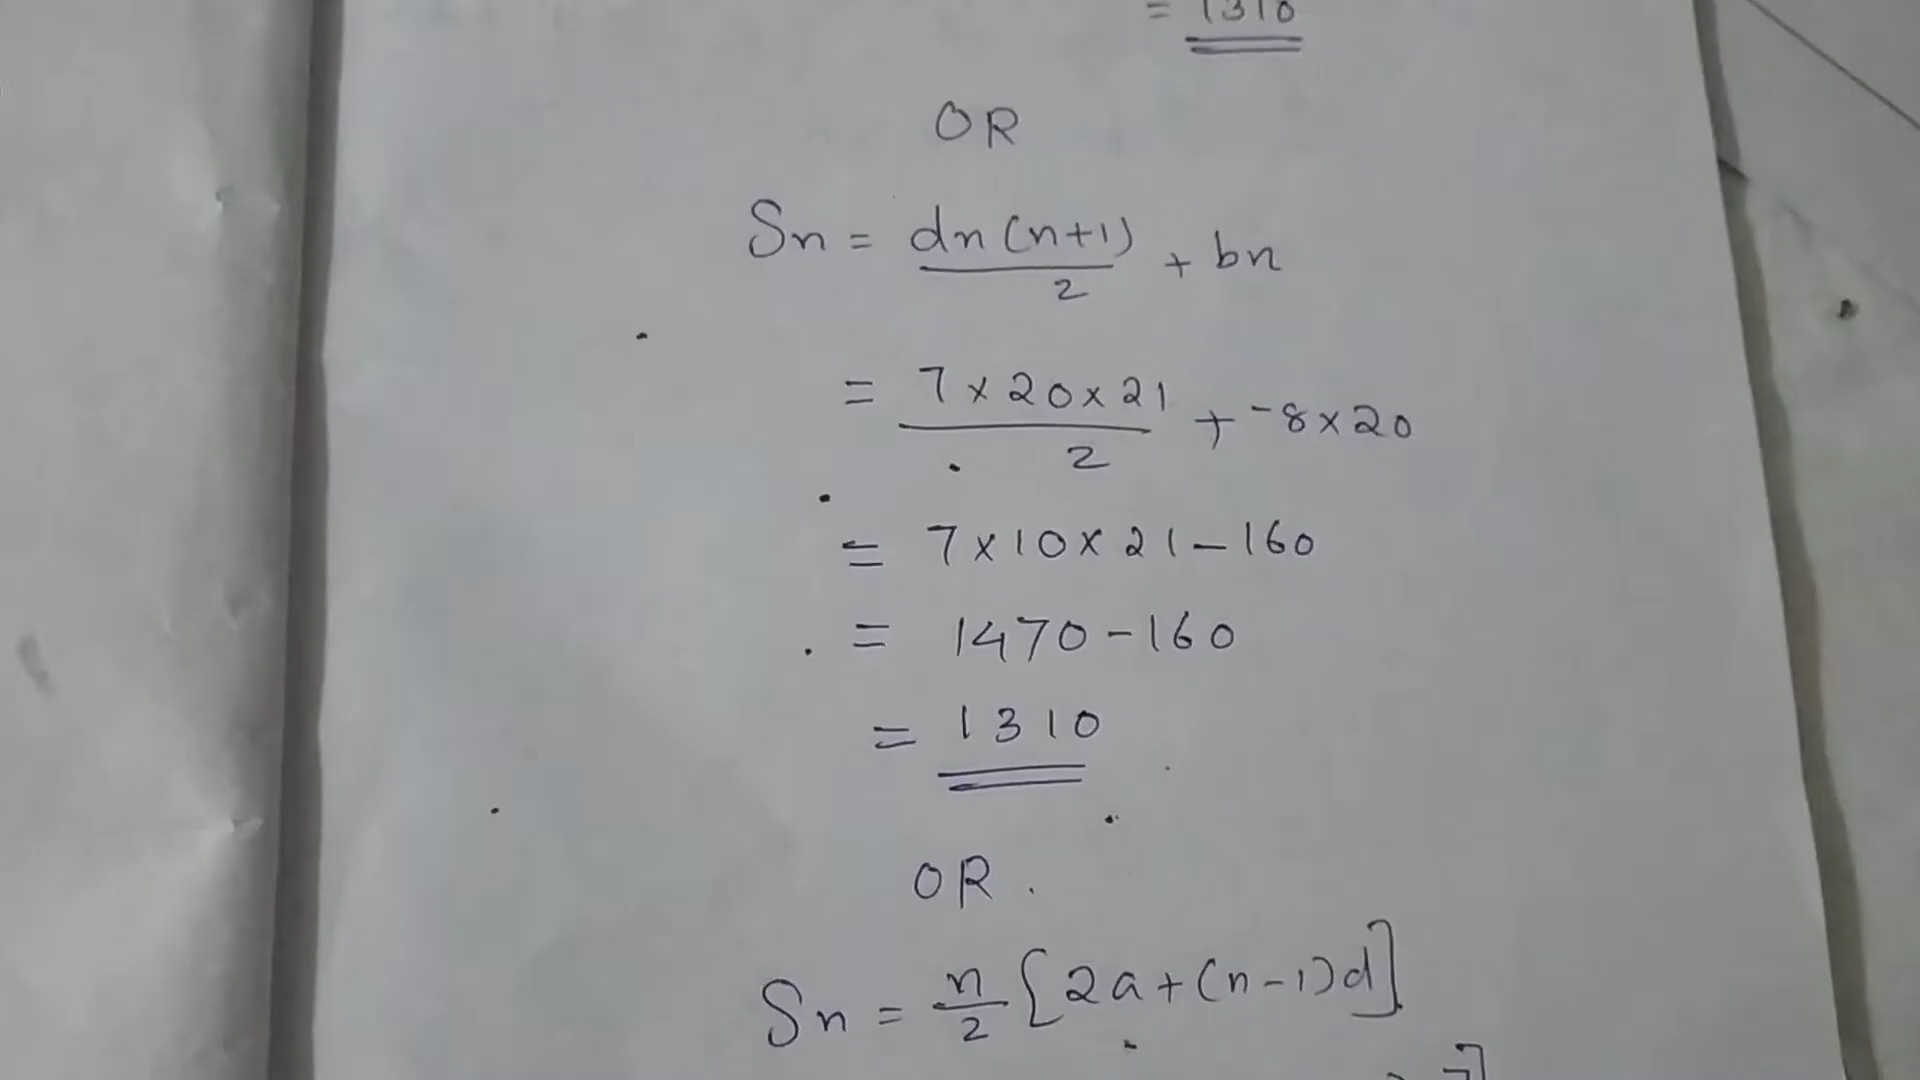 = 1310
OR
Sn = dn(n+1)/2 + bn
= 7×20×21/2 + -8×20
= 7×10×21-160
= 1470-160
= 1310
OR.
Sn = n/2 [2a+(n-1)d]